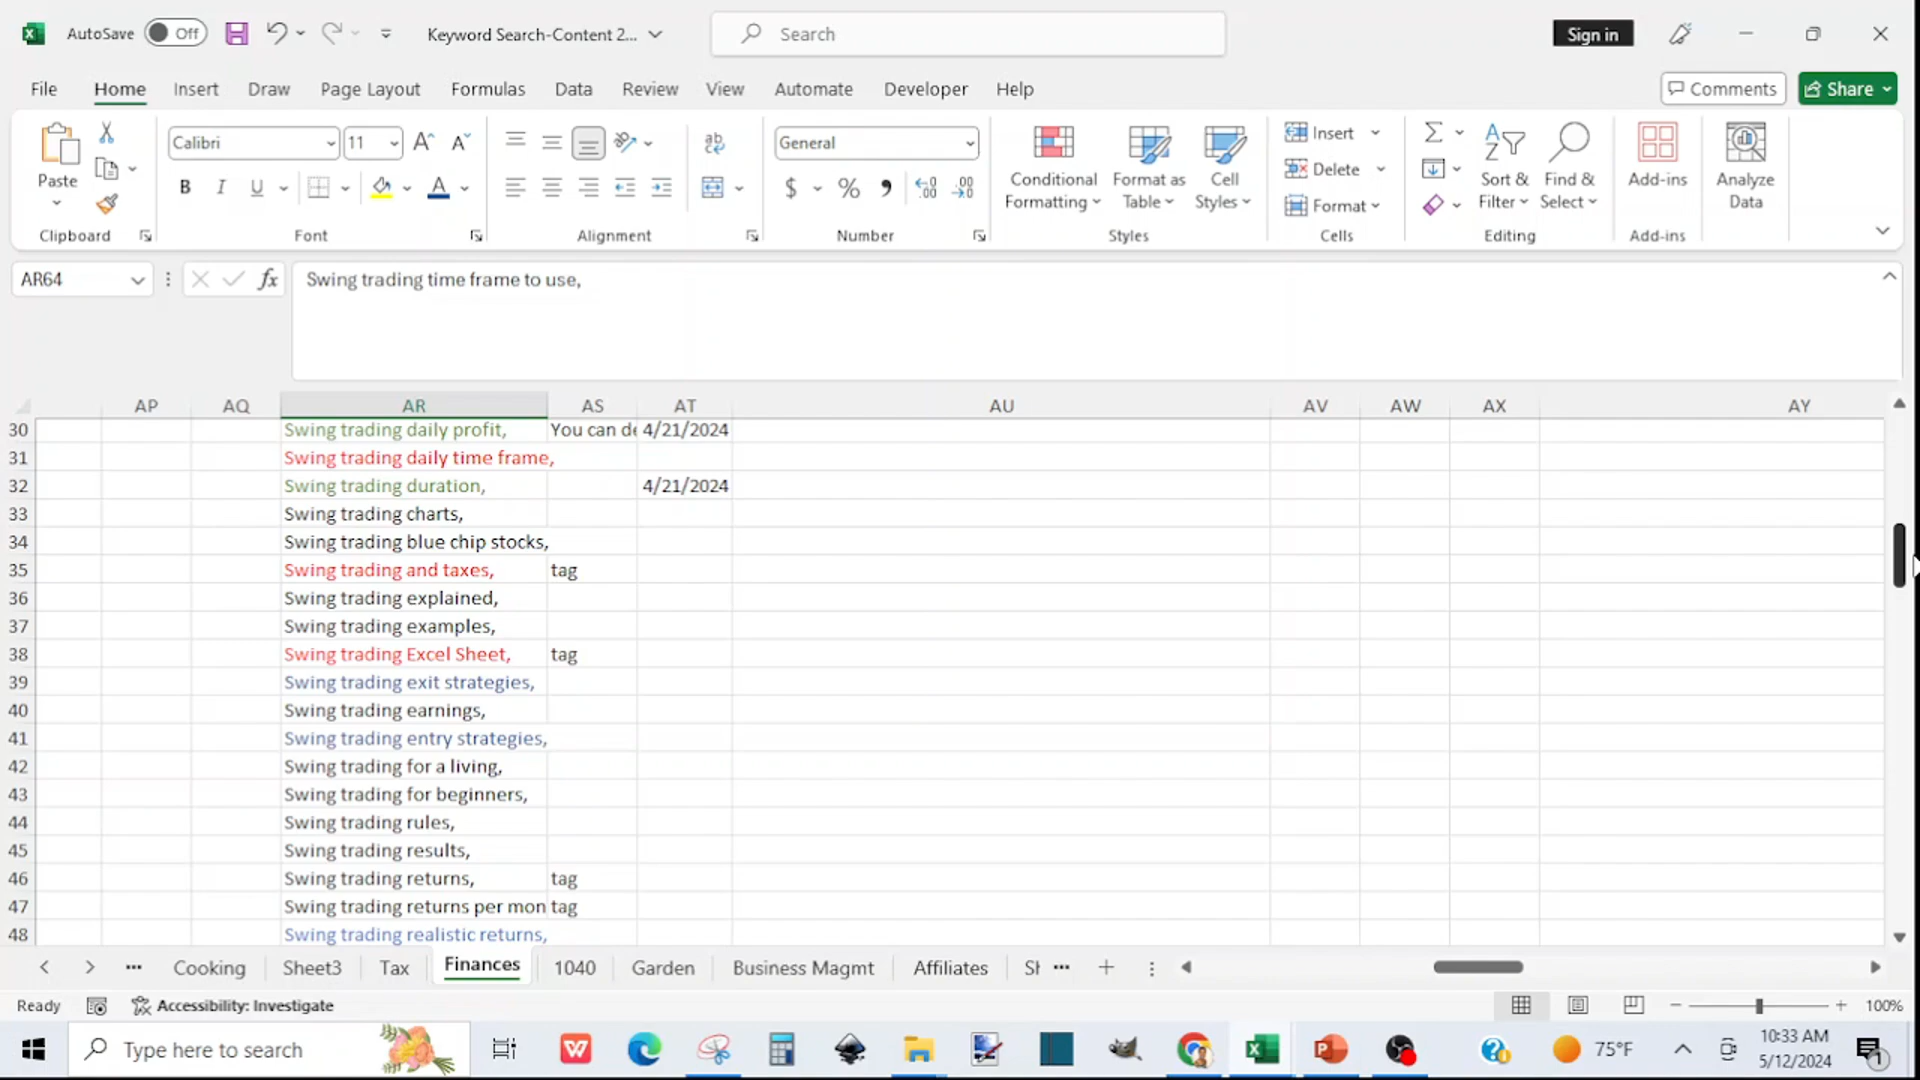 AutoSave Off Keyword Search-Content 2... Search Sign in
File Home Insert Draw Page Layout Formulas Data Review View Automate Developer Help Comments Share
Paste Calibri 11 General Conditional Formatting Format as Table Cell Styles Insert Delete Format Sort & Filter Find & Select Add-ins Analyze Data
Clipboard Font Alignment Number Styles Cells Editing Add-ins
AR64 fx Swing trading time frame to use,
AP AQ AR AS AT AU AV AW AX AY
30 Swing trading daily profit, You can de 4/21/2024
31 Swing trading daily time frame,
32 Swing trading duration, 4/21/2024
33 Swing trading charts,
34 Swing trading blue chip stocks,
35 Swing trading and taxes, tag
36 Swing trading explained,
37 Swing trading examples,
38 Swing trading Excel Sheet, tag
39 Swing trading exit strategies,
40 Swing trading earnings,
41 Swing trading entry strategies,
42 Swing trading for a living,
43 Swing trading for beginners,
44 Swing trading rules,
45 Swing trading results,
46 Swing trading returns, tag
47 Swing trading returns per mon tag
48 Swing trading realistic returns,
... Cooking Sheet3 Tax Finances 1040 Garden Business Magmt Affiliates Sh ...
Ready Accessibility: Investigate 100%
Type here to search 75°F 10:33 AM
5/12/2024 1